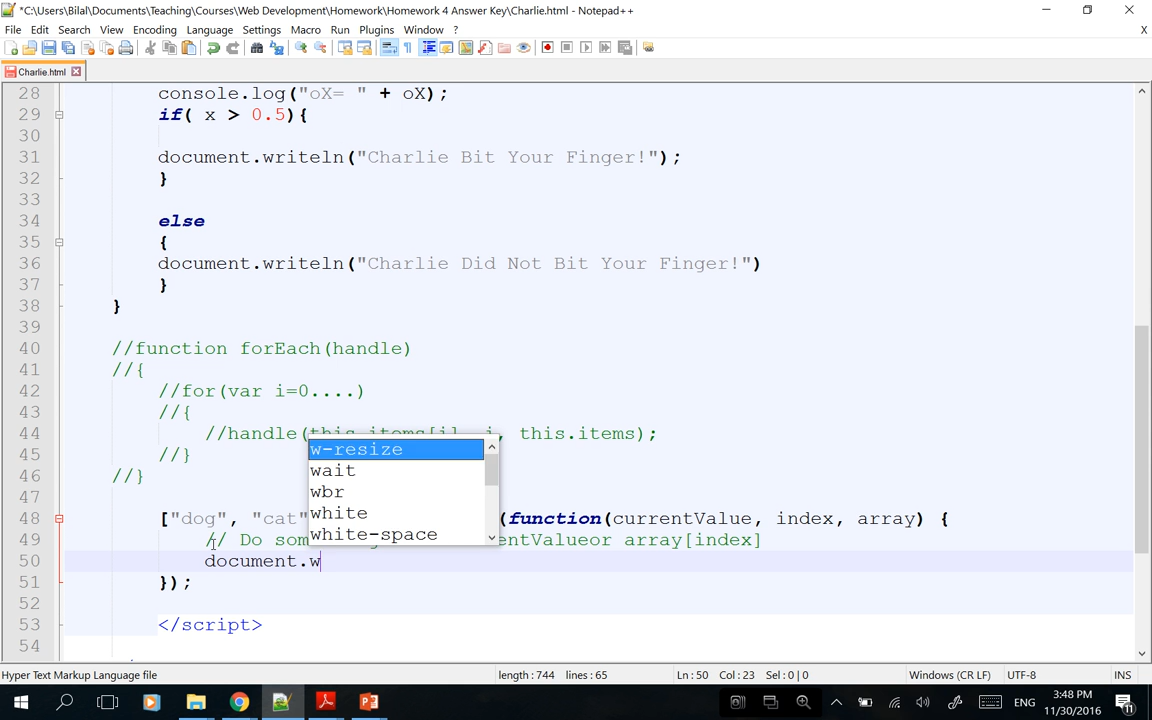 *C:\Users\Bilal\Documents\Teaching\Courses\Web Development\Homework\Homework 4 Answer Key\Charlie.html - Notepad++
File Edit Search View Encoding Language Settings Macro Run Plugins Window ? X
Charlie.html
28 console.log("oX= " + oX);
29 if( x > 0.5){
30
31 document.writeln("Charlie Bit Your Finger!");
32 }
33
34 else
35 {
36 document.writeln("Charlie Did Not Bit Your Finger!")
37 }
38 }
39
40 //function forEach(handle)
41 //{
42 //for(var i=0....)
43 //{
44 //handle(this.items[i], i, this.items);
45 //}
46 //}
47
48 ["dog", "cat" (function(currentValue, index, array) {
49 // Do som entValueor array[index]
50 document.w
51 });
52
53 </script>
54
w-resize
wait
wbr
white
white-space
Hyper Text Markup Language file length : 744 lines : 65 Ln : 50 Col : 23 Sel : 0 | 0 Windows (CR LF) UTF-8 INS
ENG 3:48 PM
11/30/2016 11